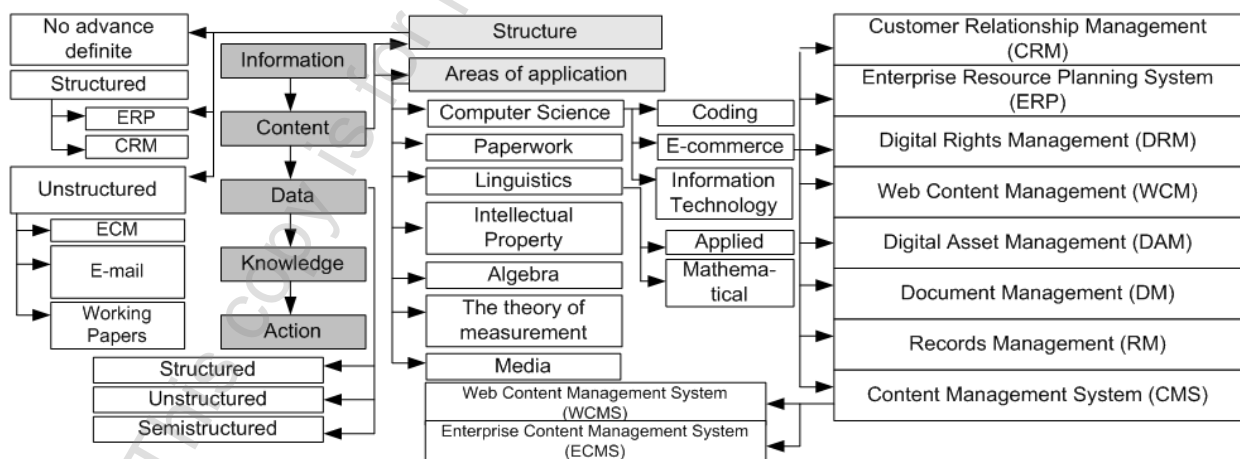 No advance
definite
Structured
ERP
CRM
Unstructured
ECM
E-mail
Working
Papers
Information
Content
Data
Knowledge
Action
Structured
Unstructured
Semistructured
Structure
Areas of application
Computer Science
Paperwork
Linguistics
Intellectual
Property
Algebra
The theory of
measurement
Media
Coding
E-commerce
Information
Technology
Applied
Mathema-
tical
Web Content Management System
(WCMS)
Enterprise Content Management System
(ECMS)
Customer Relationship Management
(CRM)
Enterprise Resource Planning System
(ERP)
Digital Rights Management (DRM)
Web Content Management (WCM)
Digital Asset Management (DAM)
Document Management (DM)
Records Management (RM)
Content Management System (CMS)
This copy is for